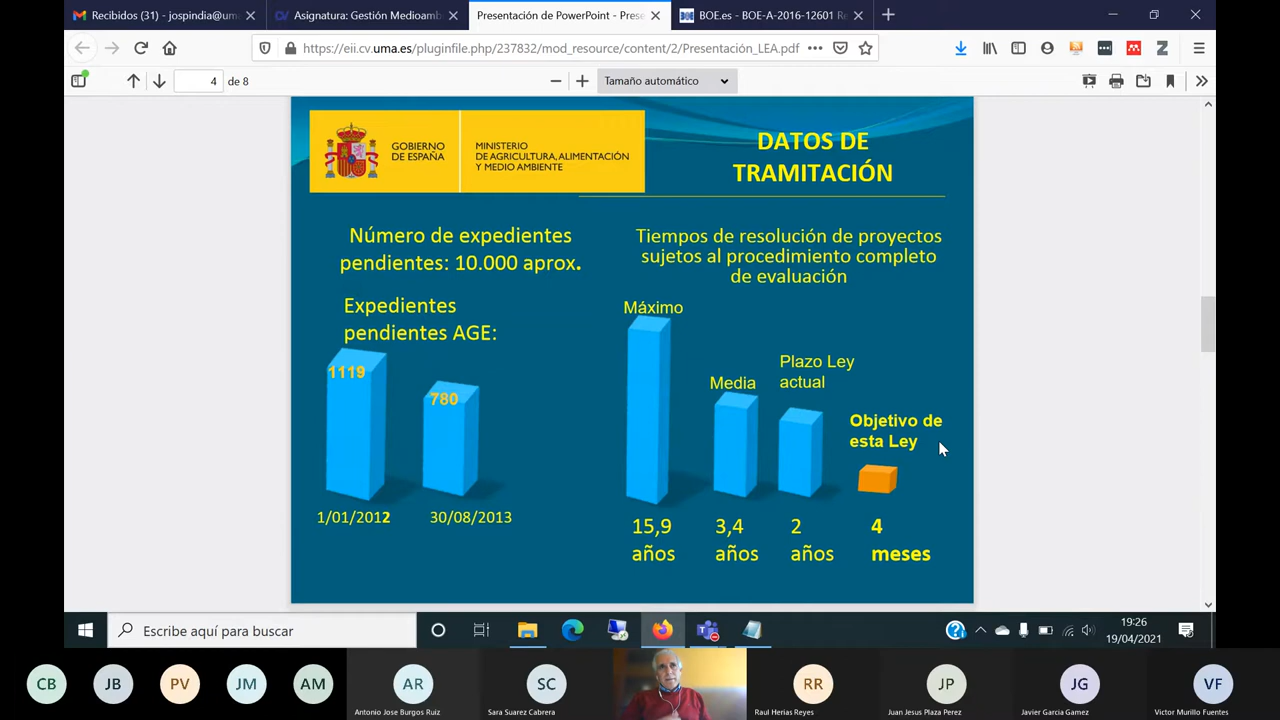 Recibidos (31) - jospindia@um
Asignatura: Gestión Medioamb
Presentación de PowerPoint - Pres
BOE.es - BOE-A-2016-12601 Re
https://eii.cv.uma.es/pluginfile.php/237832/mod_resource/content/2/Presentación_LEA.pdf
4
de 8
Tamaño automático
GOBIERNO
DE ESPAÑA
MINISTERIO
DE AGRICULTURA, ALIMENTACIÓN
Y MEDIO AMBIENTE
DATOS DE
TRAMITACIÓN
Número de expedientes
pendientes: 10.000 aprox.
Expedientes
pendientes AGE:
1119
780
1/01/2012
30/08/2013
Tiempos de resolución de proyectos
sujetos al procedimiento completo
de evaluación
Máximo
Media
Plazo Ley
actual
Objetivo de
esta Ley
15,9
años
3,4
años
2
años
4
meses
Escribe aquí para buscar
19:26
19/04/2021
CB
JB
PV
JM
AM
AR
Antonio Jose Burgos Ruiz
SC
Sara Suarez Cabrera
RR
Raul Herias Reyes
JP
Juan Jesus Plaza Perez
JG
Javier Garcia Gamez
VF
Victor Murillo Fuentes